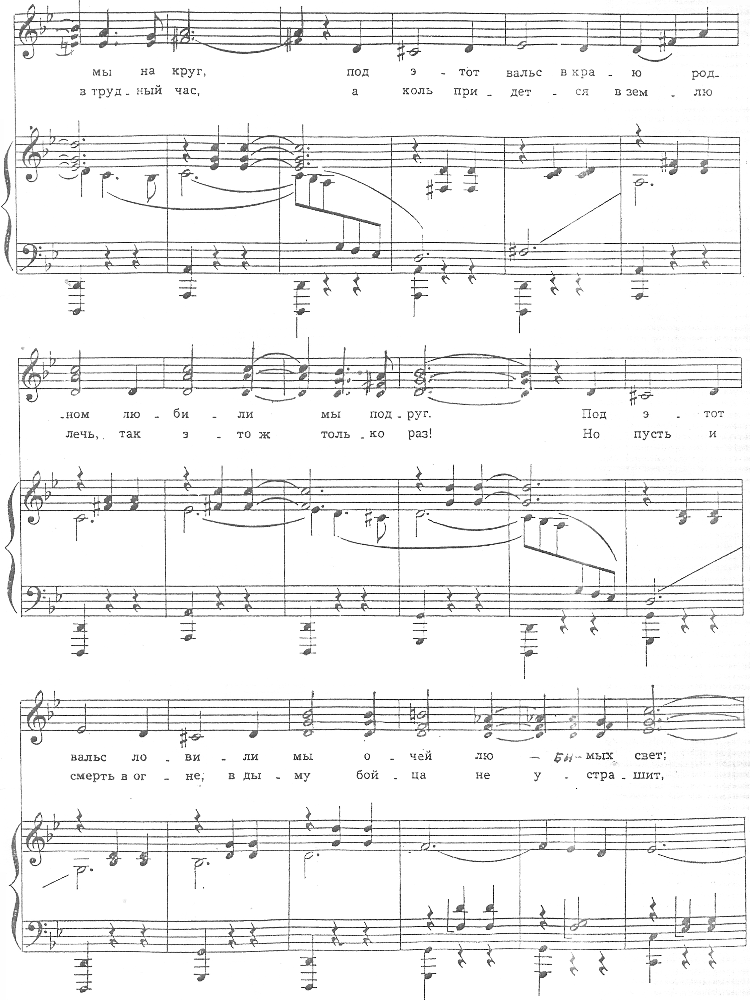 мы на круг, под э - тот вальс в кра - ю род-
в труд - ный час, а коль при - дет - ся в зем - лю
-ном лю - би - ли мы под - руг. Под э - тот
лечь, так э - то ж толь - ко раз! Но пусть и
вальс ло - ви - ли мы о - чей лю - би - мых свет;
смерть в ог - не, в ды - му бой - ца не у - стра - шит,